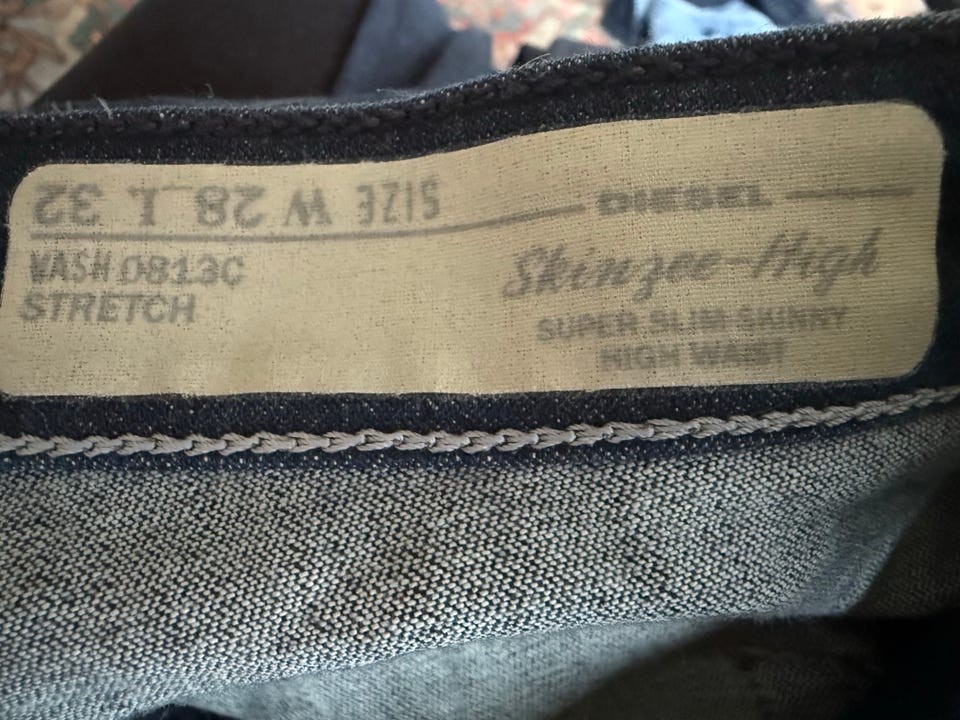 SIZE W 28 L 32
WASH 0813C
STRETCH
DIESEL
Skinzee-High
SUPER SLIM-SKINNY
HIGH WAIST